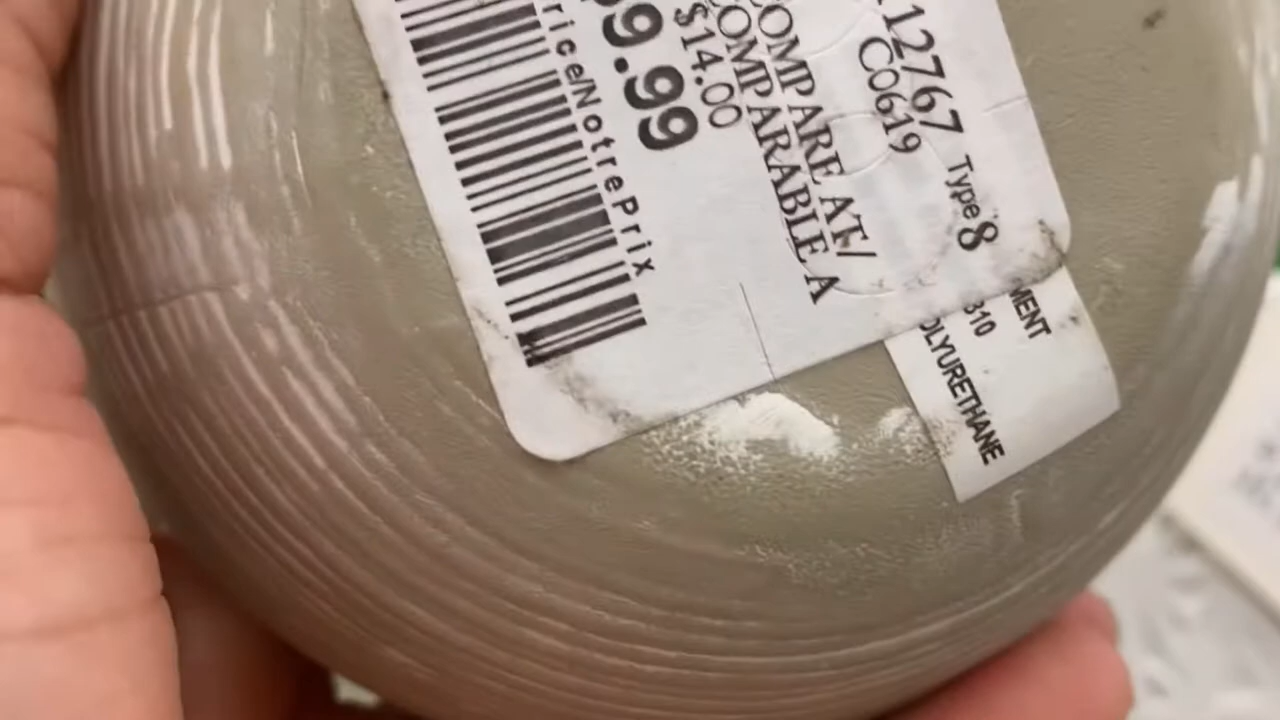 12767 Type 8
C0619
COMPARE AT/
COMPARABLE A
$14.00
9.99
rice/NotrePrix
MENT
310
OLYURETHANE